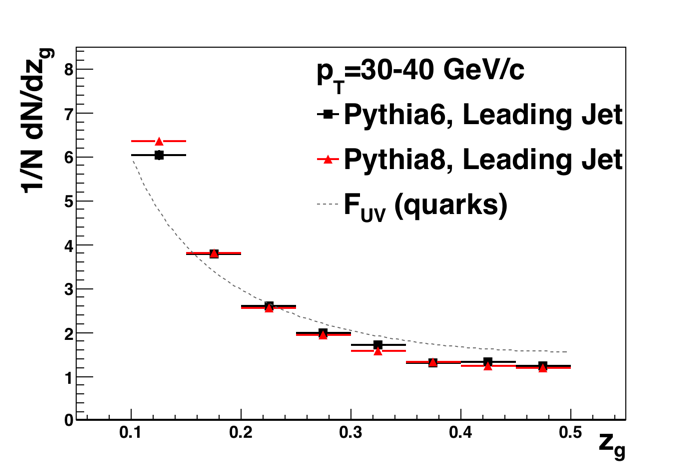 1/N dN/dz_g
8
7
6
5
4
3
2
1
0
p_T=30-40 GeV/c
Pythia6, Leading Jet
Pythia8, Leading Jet
F_UV (quarks)
0.1 0.2 0.3 0.4 0.5
z_g